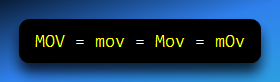 MOV = mov = Mov = mOv